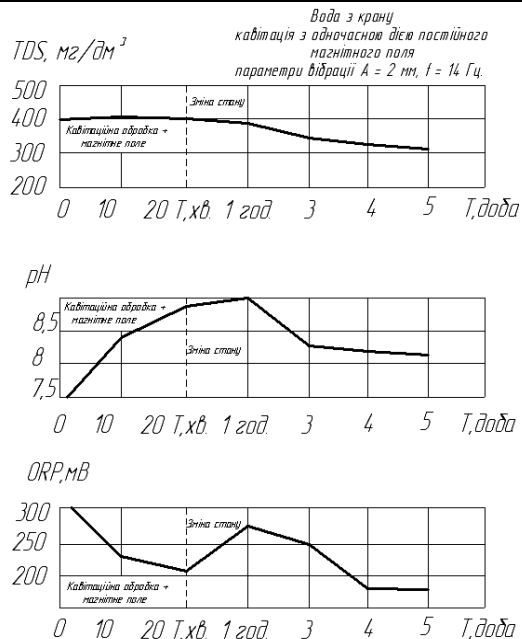 Вода з крану
кавітація з одночасною дією постійного
магнітного поля
параметри вібрації А = 2 мм, f = 14 Гц.
TDS, мг/дм³
500
400
300
200
Зміна стану
Кавітаційна обробка +
магнітне поле
0 10 20 Т,хв. 1 год. 3 4 5 Т,доба
pH
8,5
8
7,5
Кавітаційна обробка +
магнітне поле
Зміна стану
0 10 20 Т,хв. 1 год. 3 4 5 Т,доба
ORP,мВ
300
250
200
Зміна стану
Кавітаційна обробка +
магнітне поле
0 10 20 Т,хв. 1 год. 3 4 5 Т,доба